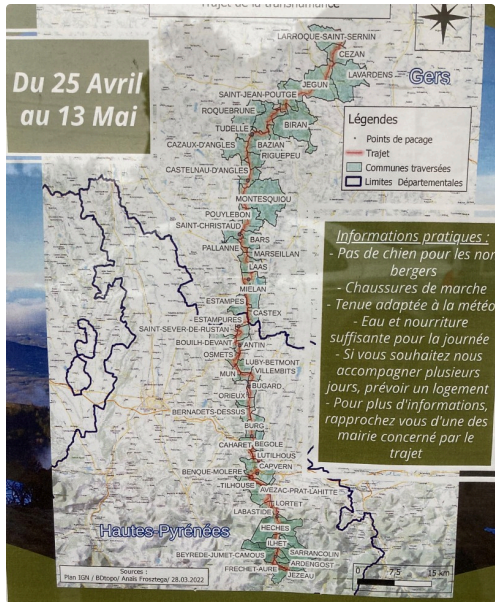 Trajet de la transhumance
Du 25 Avril
au 13 Mai
LARROQUE-SAINT-SERNIN
CEZAN
LAVARDENS
Gers
JEGUN
SAINT-JEAN-POUTGE
ROQUEBRUNE
BIRAN
TUDELLE
CAZAUX-D'ANGLES
BAZIAN
RIGUEPEU
CASTELNAU-D'ANGLES
MONTESQUIOU
POUYLEBON
SAINT-CHRISTAUD
BARS
PALLANNE
MARSEILLAN
LAAS
MIELAN
ESTAMPES
CASTEX
ESTAMPURES
SAINT-SEVER-DE-RUSTAN
BOUILH-DEVANT
ANTIN
OSMETS
LUBY-BETMONT
VILLEMBITS
MUN
BUGARD
ORIEUX
BERNADETS-DESSUS
BURG
CAHARET
BEGOLE
LUTILHOUS
BENQUE-MOLERE
CAPVERN
TILHOUSE
AVEZAC-PRAT-LAHITTE
LORTET
LABASTIDE
Hautes-Pyrénées
HECHES
ILHET
BEYREDE-JUMET-CAMOUS
SARRANCOLIN
ARDENGOST
FRECHET-AURE
JEZEAU
Légendes
Points de pacage
Trajet
Communes traversées
Limites Départementales
Informations pratiques :
- Pas de chien pour les non
bergers
- Chaussures de marche
- Tenue adaptée à la météo
- Eau et nourriture
suffisante pour la journée
- Si vous souhaitez nous
accompagner plusieurs
jours, prévoir un logement
- Pour plus d'informations,
rapprochez vous d'une des
mairie concerné par le
trajet
Sources :
Plan IGN / BDtopo/ Anaïs Frosztega/ 28.03.2022
0 7,5 15 km